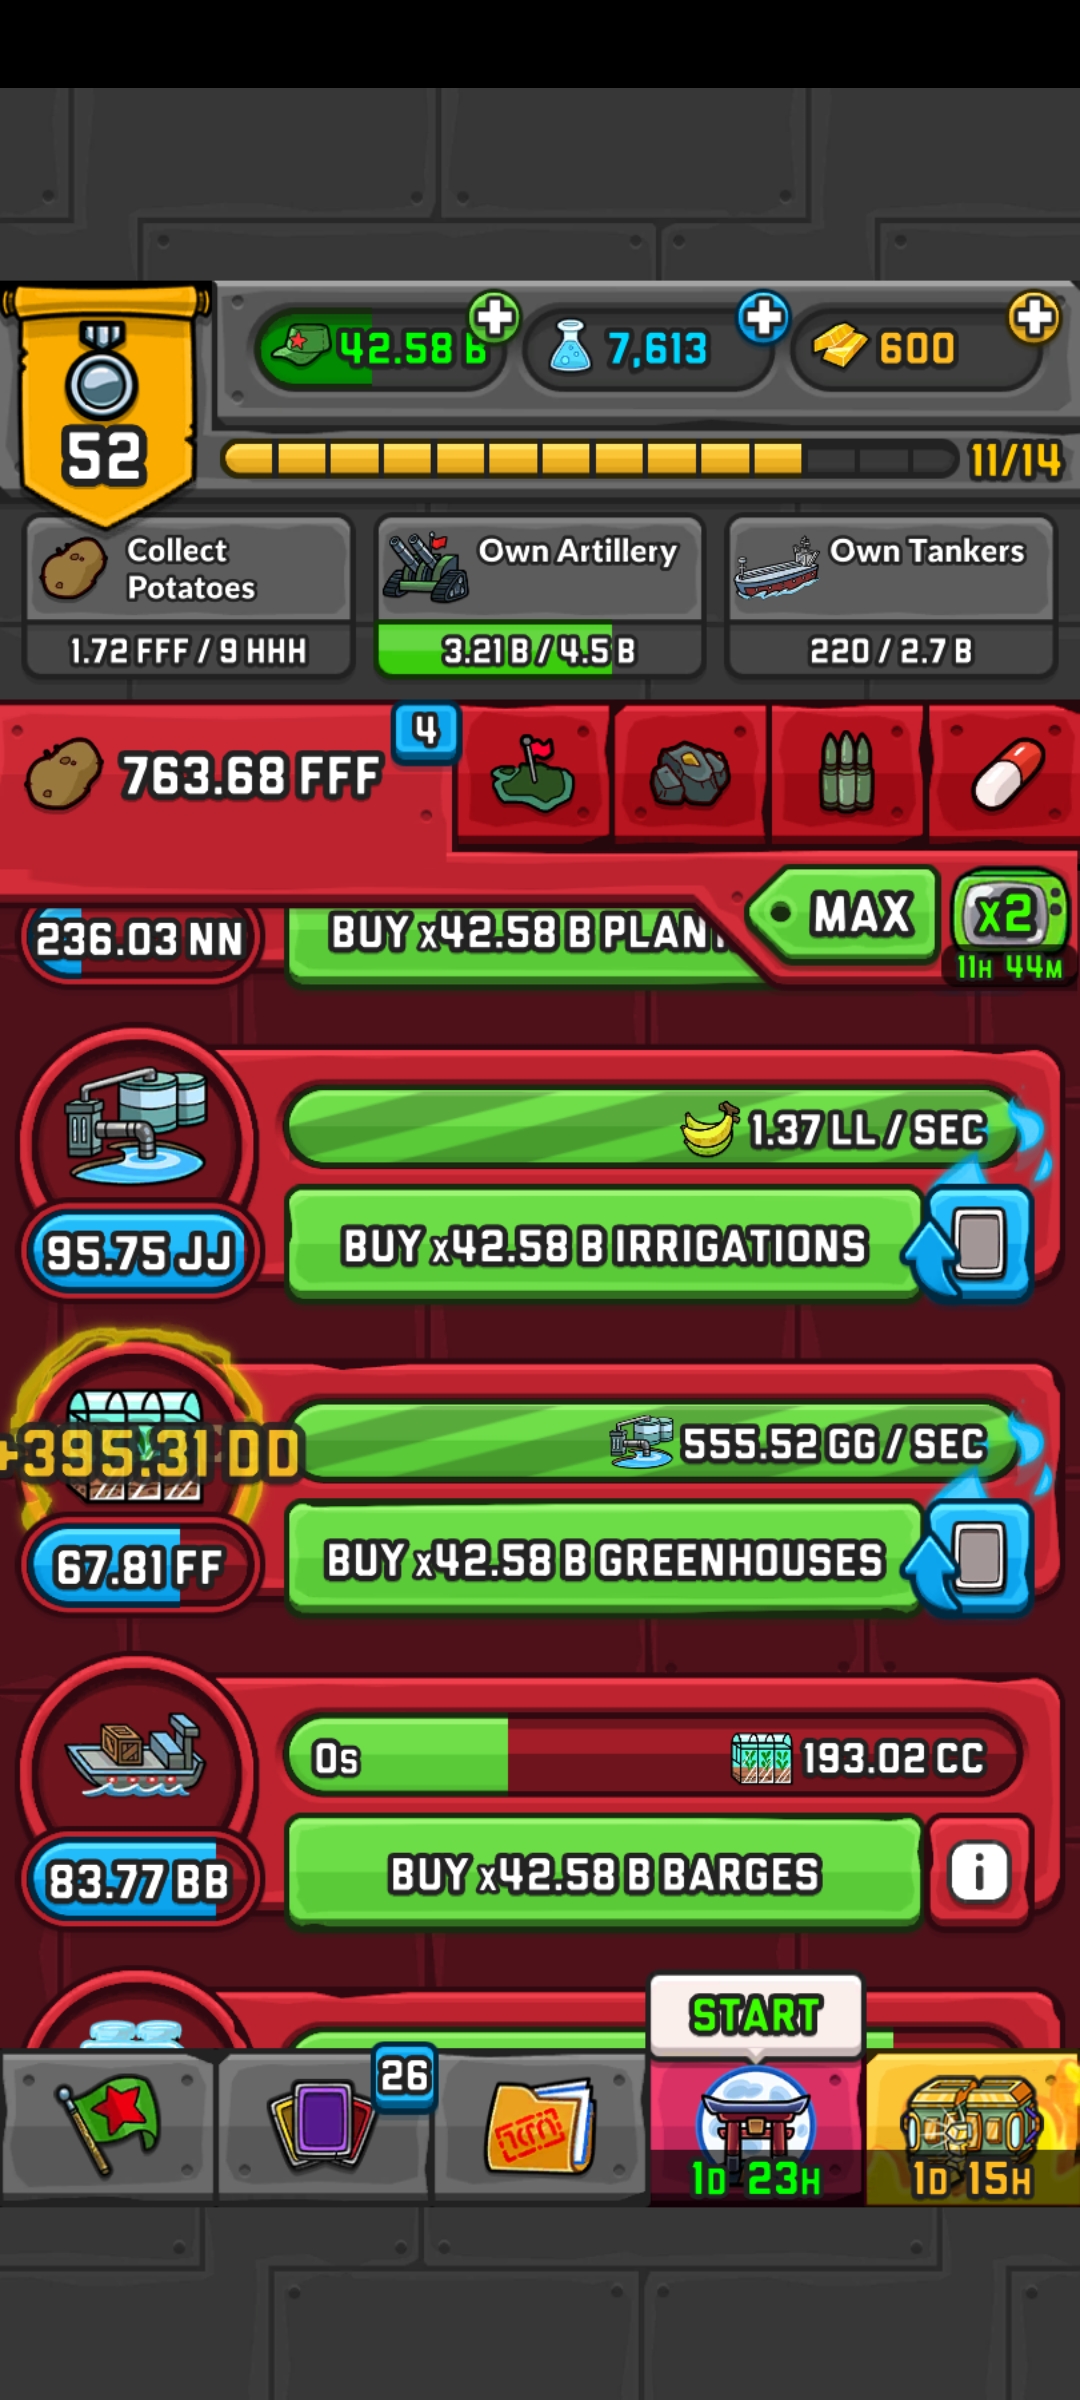 42.58 B
7,613
600
52
11/14
Collect
Potatoes
1.72 FFF / 9 HHH
Own Artillery
3.21 B / 4.5 B
Own Tankers
220 / 2.7 B
763.68 FFF
4
MAX
x2
11H 44M
236.03 NN
BUY x42.58 B
1.37 LL / SEC
95.75 JJ
BUY x42.58 B IRRIGATIONS
+395.31 DD
555.52 GG / SEC
67.81 FF
BUY x42.58 B GREENHOUSES
0s
193.02 CC
83.77 BB
BUY x42.58 B BARGES
i
START
26
1D 23H
1D 15H